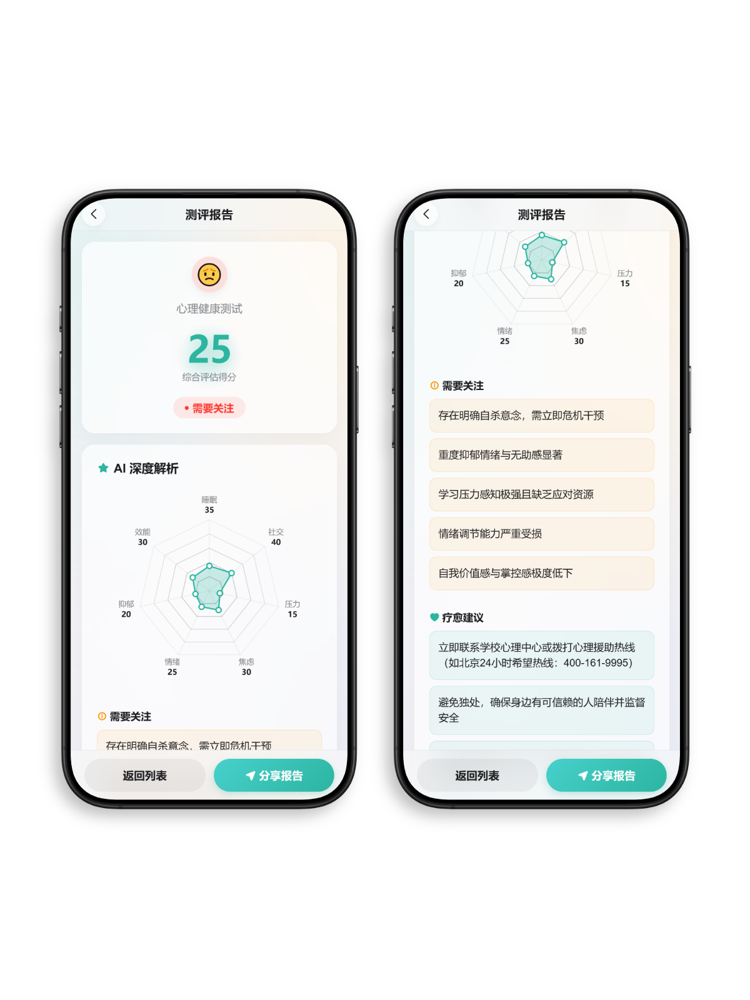 测评报告
心理健康测试
25
综合评估得分
需要关注
AI 深度解析
睡眠
35
效能
30
社交
40
抑郁
20
压力
15
情绪
25
焦虑
30
需要关注
存在明确自杀意念，需立即危机干预
返回列表
分享报告
测评报告
抑郁
20
压力
15
情绪
25
焦虑
30
需要关注
存在明确自杀意念，需立即危机干预
重度抑郁情绪与无助感显著
学习压力感知极强且缺乏应对资源
情绪调节能力严重受损
自我价值感与掌控感极度低下
疗愈建议
立即联系学校心理中心或拨打心理援助热线
（如北京24小时希望热线：400-161-9995）
避免独处，确保身边有可信赖的人陪伴并监督
安全
返回列表
分享报告